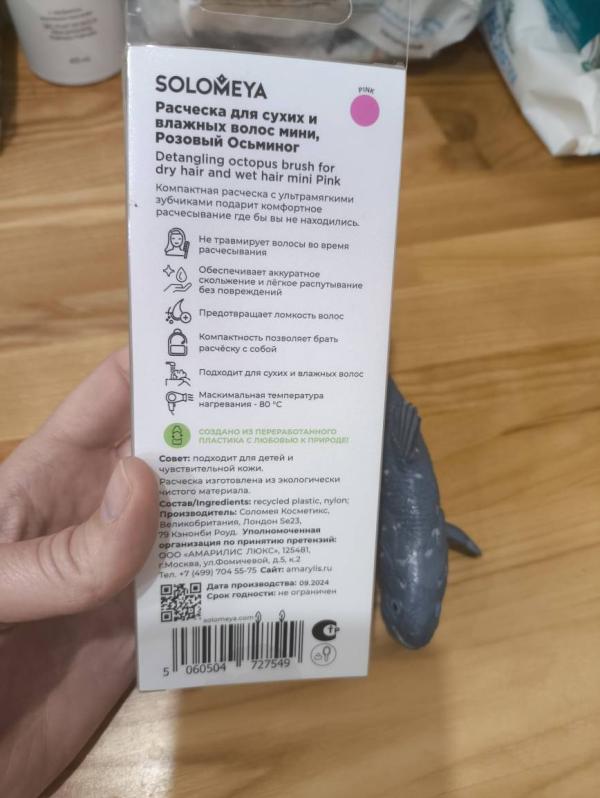 SOLOMEYA
PINK
Расческа для сухих и
влажных волос мини,
Розовый Осьминог
Detangling octopus brush for
dry hair and wet hair mini Pink
Компактная расческа с ультрамягкими
зубчиками подарит комфортное
расчесывание где бы вы не находились.
Не травмирует волосы во время
расчесывания
Обеспечивает аккуратное
скольжение и лёгкое распутывание
без повреждений
Предотвращает ломкость волос
Компактность позволяет брать
расчёску с собой
Подходит для сухих и влажных волос
Маскимальная температура
нагревания - 80 °C
СОЗДАНО ИЗ ПЕРЕРАБОТАННОГО
ПЛАСТИКА С ЛЮБОВЬЮ К ПРИРОДЕ!
Совет: подходит для детей и
чувствительной кожи.
Расческа изготовлена из экологически
чистого материала.
Состав/Ingredients: recycled plastic, nylon;
Производитель: Соломея Косметикс,
Великобритания, Лондон Se23,
79 Кэнонби Роуд. Уполномоченная
организация по принятию претензий:
ООО «АМАРИЛИС ЛЮКС», 125481,
г.Москва, ул.Фомичевой, д.5, к.2
Тел. +7 (499) 704 55-75 Сайт: amarylis.ru
Дата производства: 09.2024
Срок годности: не ограничен
solomeya.com
5 060504 727549